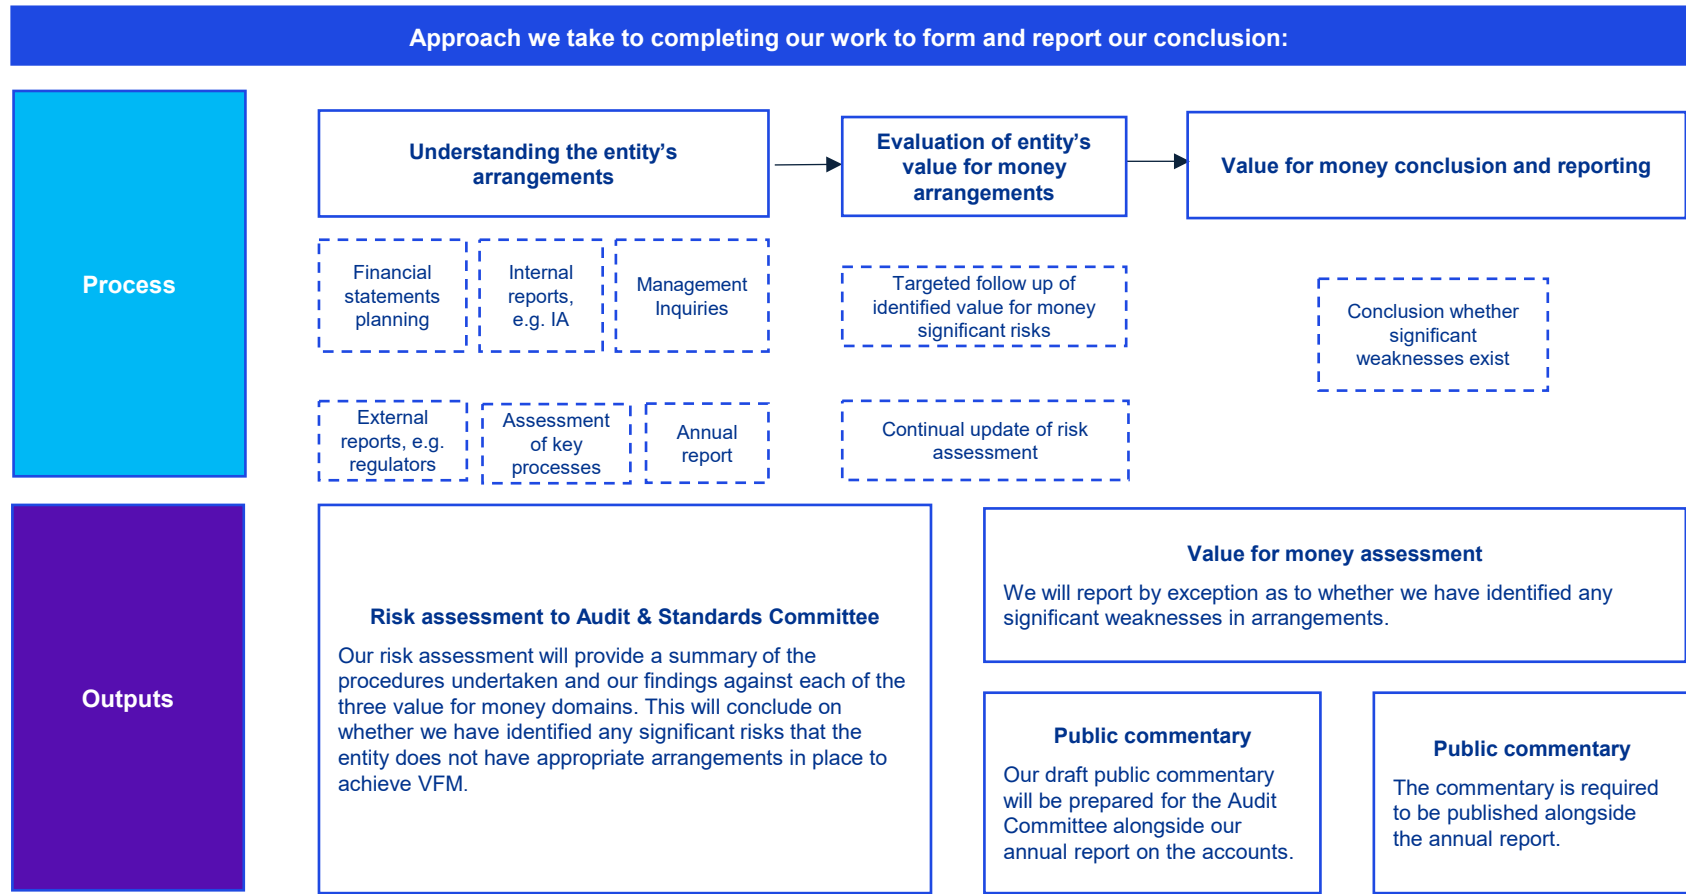 Approach we take to completing our work to form and report our conclusion:
Process
Understanding the entity’s
arrangements
Evaluation of entity’s
value for money
arrangements
Value for money conclusion and reporting
Financial
statements
planning
Internal
reports,
e.g. IA
Management
Inquiries
Targeted follow up of
identified value for money
significant risks
Conclusion whether
significant
weaknesses exist
External
reports, e.g.
regulators
Assessment
of key
processes
Annual
report
Continual update of risk
assessment
Outputs
Risk assessment to Audit & Standards Committee
Our risk assessment will provide a summary of the
procedures undertaken and our findings against each of the
three value for money domains. This will conclude on
whether we have identified any significant risks that the
entity does not have appropriate arrangements in place to
achieve VFM.
Value for money assessment
We will report by exception as to whether we have identified any
significant weaknesses in arrangements.
Public commentary
Our draft public commentary
will be prepared for the Audit
Committee alongside our
annual report on the accounts.
Public commentary
The commentary is required
to be published alongside
the annual report.